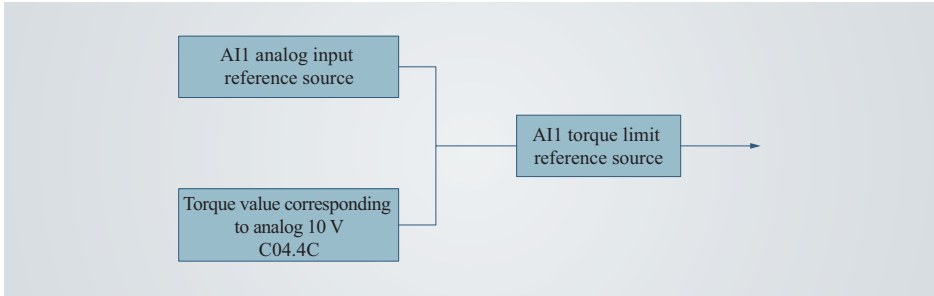 AI1 analog input
reference source
AI1 torque limit
reference source
Torque value corresponding
to analog 10 V
C04.4C